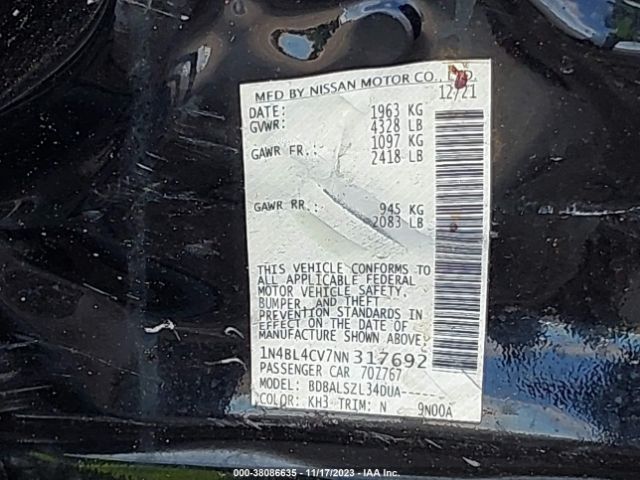 MFD BY NISSAN MOTOR CO., LTD.
DATE: 12/21
GVWR: 1963 KG
4328 LB
GAWR FR.: 1097 KG
2418 LB
GAWR RR.: 945 KG
2083 LB
THIS VEHICLE CONFORMS TO
ALL APPLICABLE FEDERAL
MOTOR VEHICLE SAFETY,
BUMPER, AND THEFT
PREVENTION STANDARDS IN
EFFECT ON THE DATE OF
MANUFACTURE SHOWN ABOVE.
1N4BL4CV7NN317692
PASSENGER CAR 707767
MODEL: BDBALSZL34DUA------
COLOR: KH3 TRIM: N 9N00A
000-38086635 - 11/17/2023 - IAA Inc.